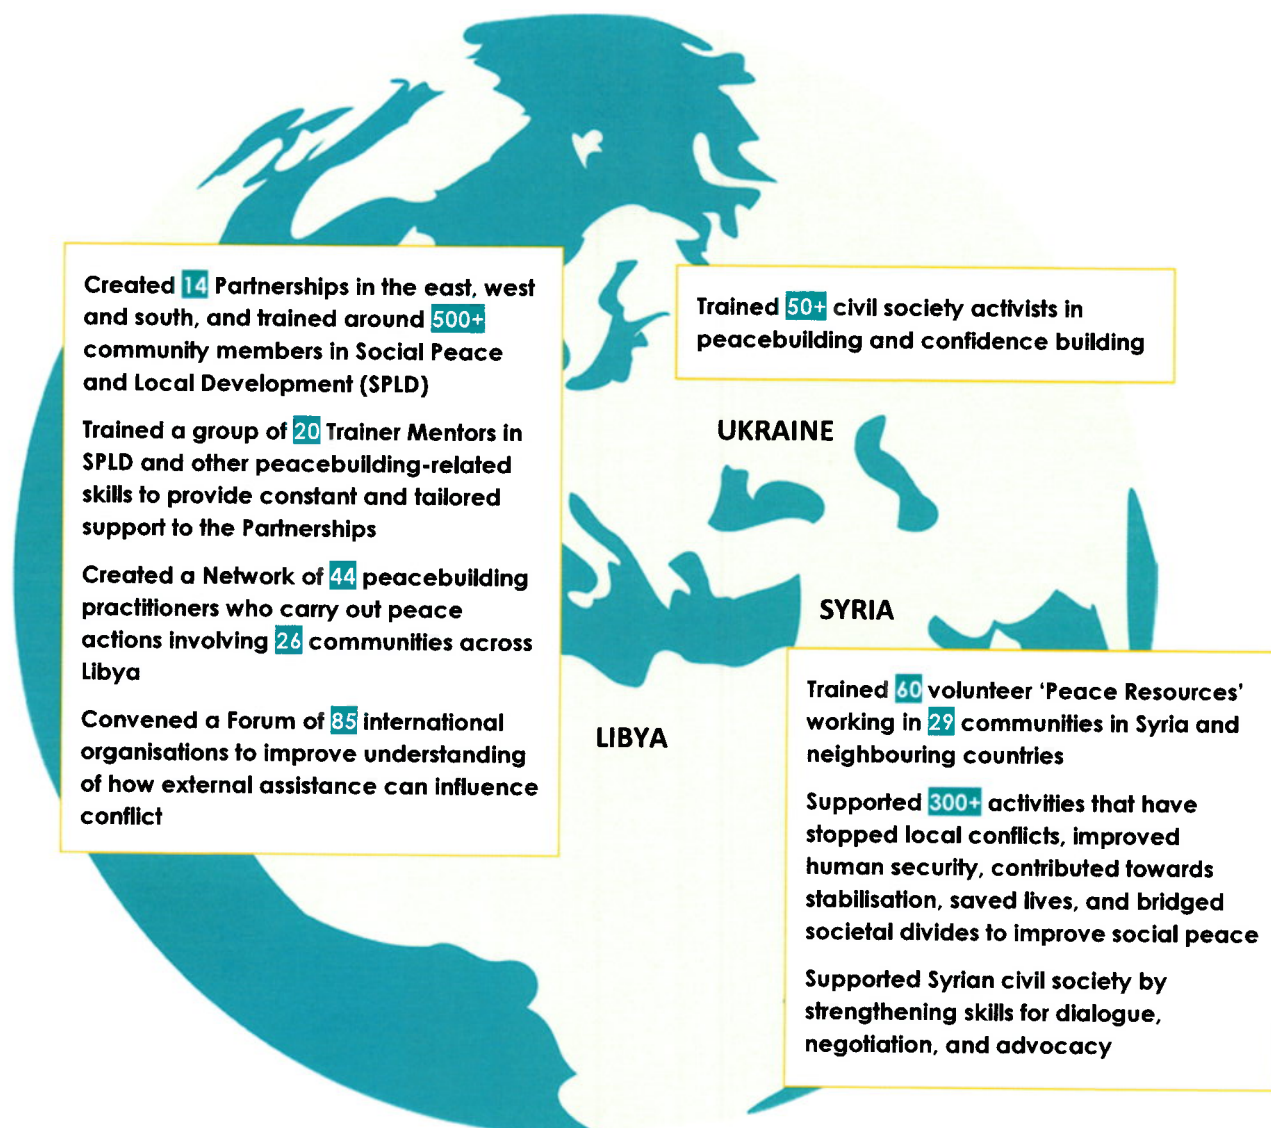 Created 14 Partnerships in the east, west
and south, and trained around 500+
community members in Social Peace
and Local Development (SPLD)
Trained a group of 20 Trainer Mentors in
SPLD and other peacebuilding-related
skills to provide constant and tailored
support to the Partnerships
Created a Network of 44 peacebuilding
practitioners who carry out peace
actions involving 26 communities across
Libya
Convened a Forum of 85 international
organisations to improve understanding
of how external assistance can influence
conflict
LIBYA
Trained 50+ civil society activists in
peacebuilding and confidence building
UKRAINE
SYRIA
Trained 60 volunteer ‘Peace Resources’
working in 29 communities in Syria and
neighbouring countries
Supported 300+ activities that have
stopped local conflicts, improved
human security, contributed towards
stabilisation, saved lives, and bridged
societal divides to improve social peace
Supported Syrian civil society by
strengthening skills for dialogue,
negotiation, and advocacy